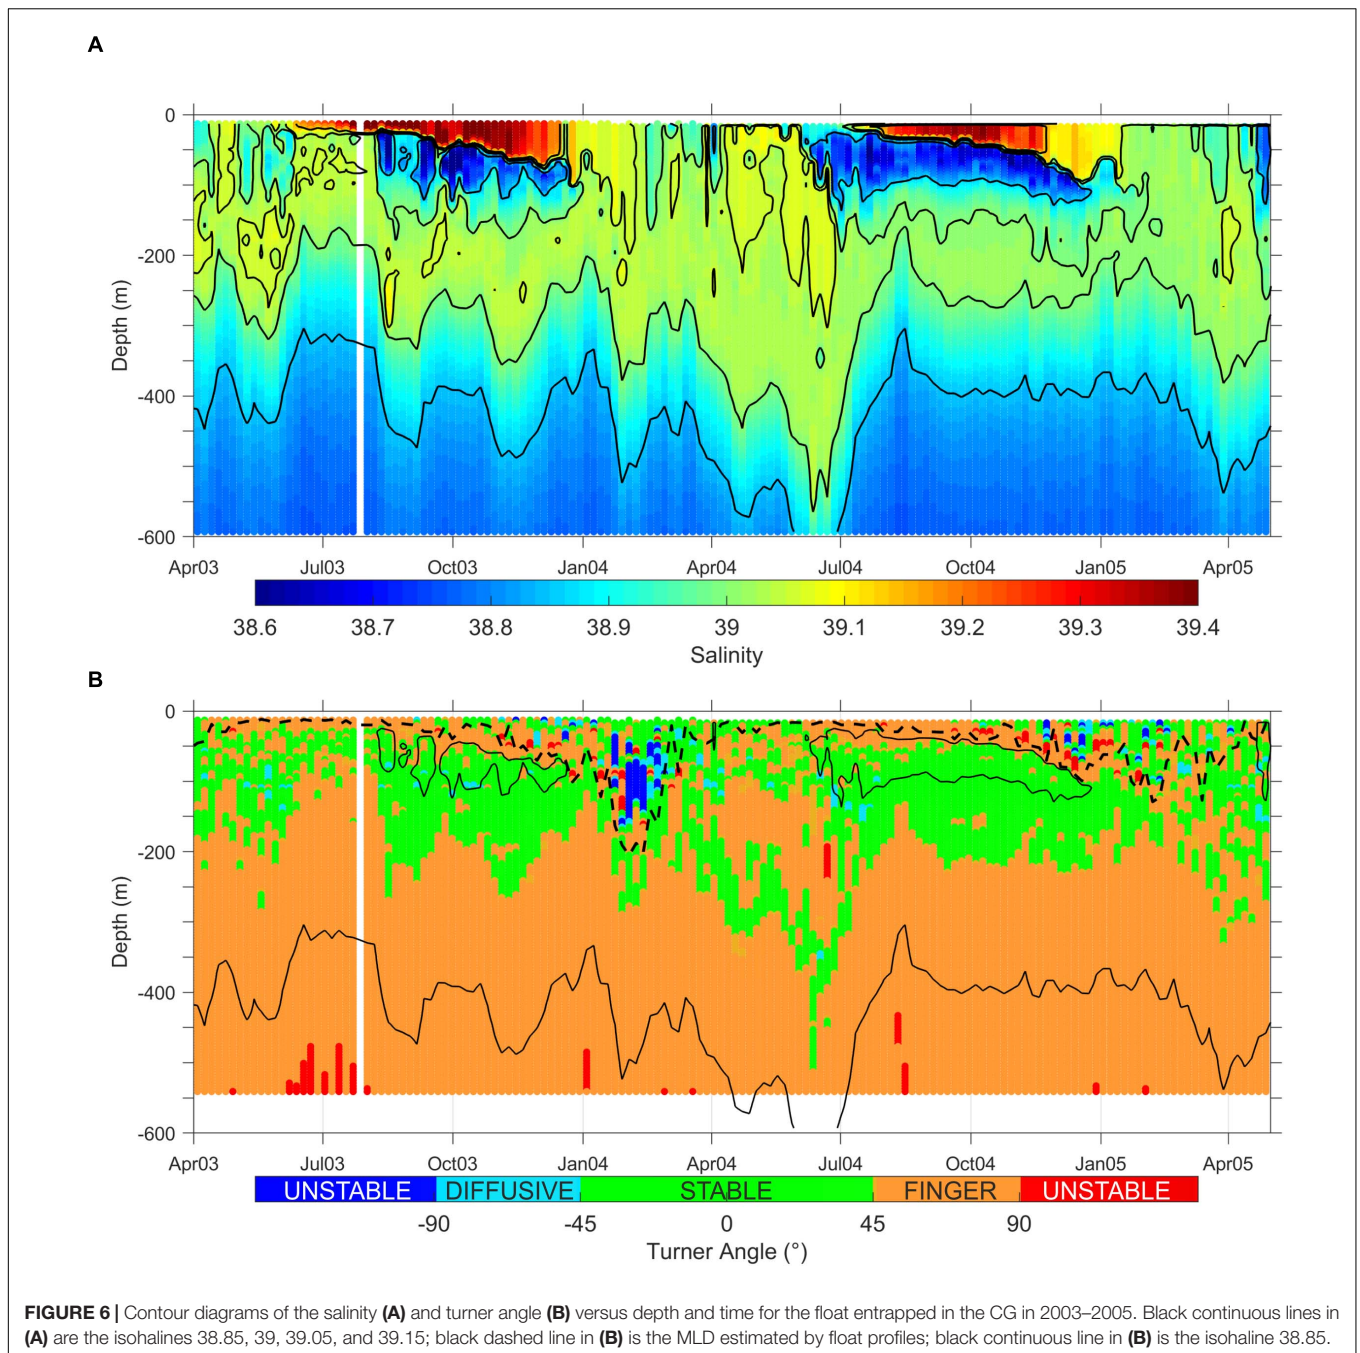 A
0
-200
-400
-600
Depth (m)
Apr03 Jul03 Oct03 Jan04 Apr04 Jul04 Oct04 Jan05 Apr05
38.6 38.7 38.8 38.9 39 39.1 39.2 39.3 39.4
Salinity
B
0
-200
-400
-600
Depth (m)
Apr03 Jul03 Oct03 Jan04 Apr04 Jul04 Oct04 Jan05 Apr05
UNSTABLE DIFFUSIVE STABLE FINGER UNSTABLE
-90 -45 0 45 90
Turner Angle (°)
FIGURE 6 | Contour diagrams of the salinity (A) and turner angle (B) versus depth and time for the float entrapped in the CG in 2003–2005. Black continuous lines in
(A) are the isohalines 38.85, 39, 39.05, and 39.15; black dashed line in (B) is the MLD estimated by float profiles; black continuous line in (B) is the isohaline 38.85.